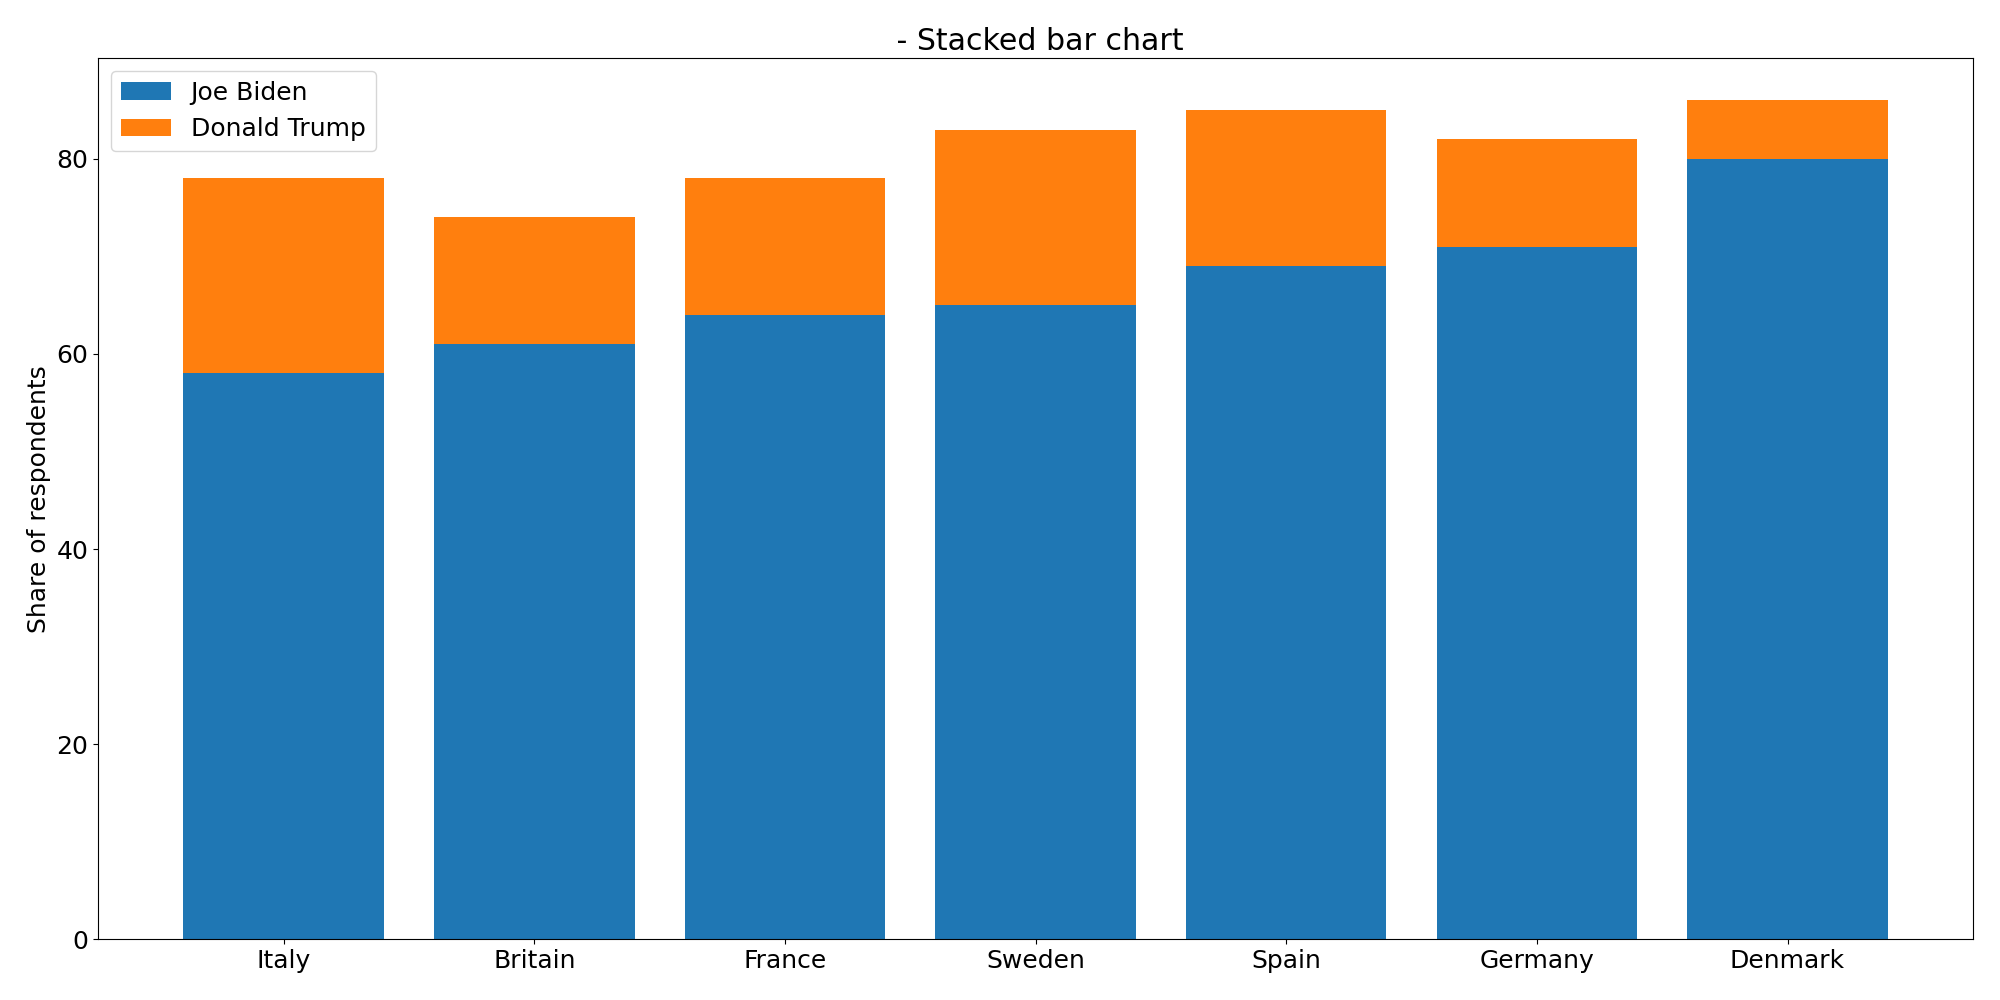 - Stacked bar chart
Joe Biden
Donald Trump
Share of respondents
80
60
40
20
0
Italy Britain France Sweden Spain Germany Denmark